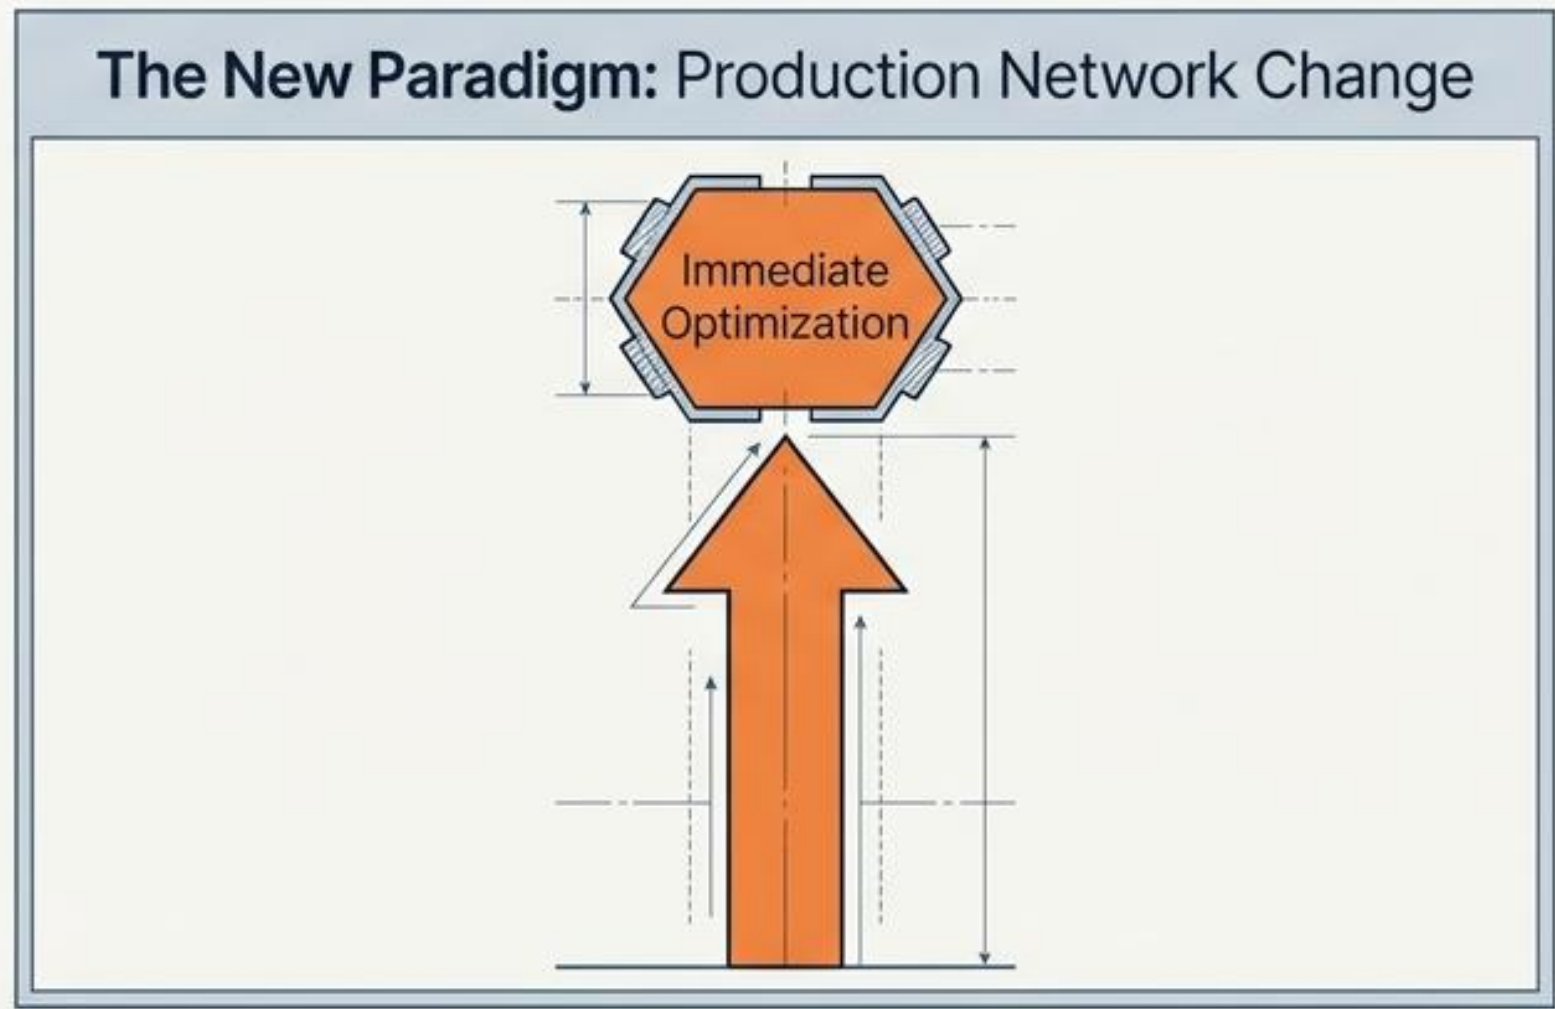 The New Paradigm: Production Network Change
Immediate
Optimization